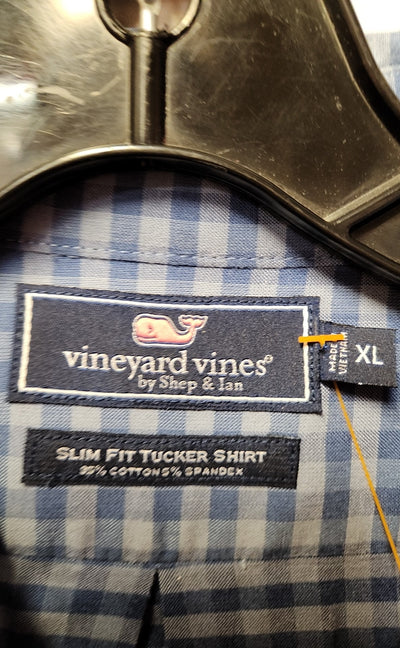 vineyard vines®
by Shep & Ian
MADE IN
VIETNAM
XL
SLIM FIT TUCKER SHIRT
95% COTTON 5% SPANDEX